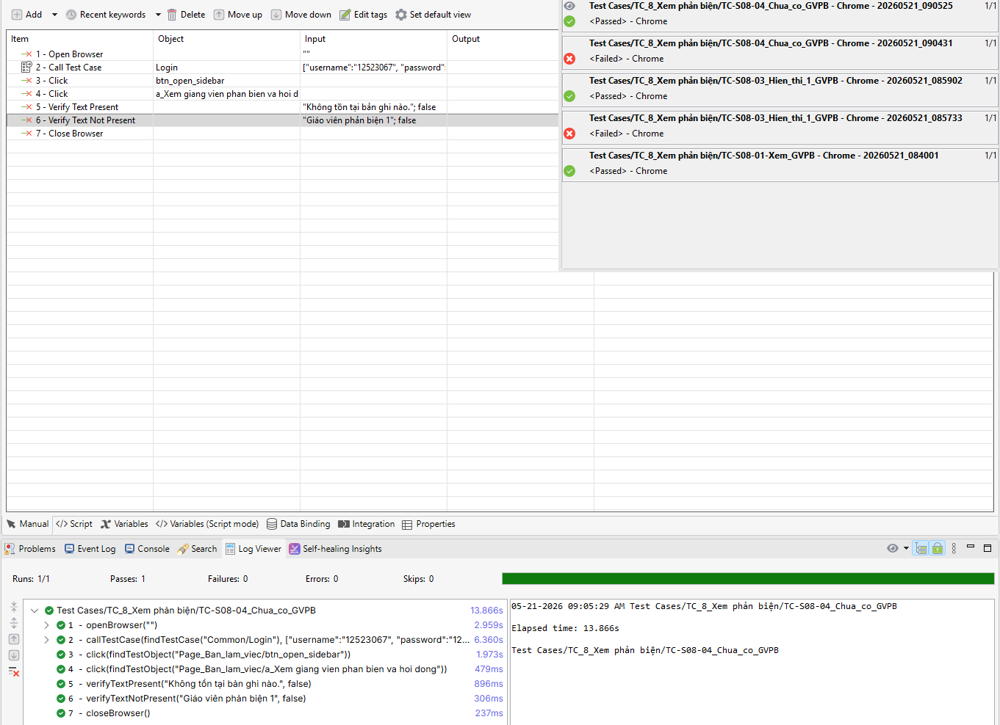 Add Recent keywords Delete Move up Move down Edit tags Set default view
Item Object Input Output
1 - Open Browser ""
2 - Call Test Case Login ["username":"12523067", "password":
3 - Click btn_open_sidebar
4 - Click a_Xem giang vien phan bien va hoi d
5 - Verify Text Present "Không tồn tại bản ghi nào."; false
6 - Verify Text Not Present "Giáo viên phản biện 1"; false
7 - Close Browser
Test Cases/TC_8_Xem phản biện/TC-S08-04_Chua_co_GVPB - Chrome - 20260521_090525 1/1
<Passed> - Chrome
Test Cases/TC_8_Xem phản biện/TC-S08-04_Chua_co_GVPB - Chrome - 20260521_090431 1/1
<Failed> - Chrome
Test Cases/TC_8_Xem phản biện/TC-S08-03_Hien_thi_1_GVPB - Chrome - 20260521_085902 1/1
<Passed> - Chrome
Test Cases/TC_8_Xem phản biện/TC-S08-03_Hien_thi_1_GVPB - Chrome - 20260521_085733 1/1
<Failed> - Chrome
Test Cases/TC_8_Xem phản biện/TC-S08-01-Xem_GVPB - Chrome - 20260521_084001 1/1
<Passed> - Chrome
Manual </> Script Variables </> Variables (Script mode) Data Binding Integration Properties
Problems Event Log Console Search Log Viewer Self-healing Insights
Runs: 1/1 Passes: 1 Failures: 0 Errors: 0 Skips: 0
Test Cases/TC_8_Xem phản biện/TC-S08-04_Chua_co_GVPB 13.866s
1 - openBrowser("") 2.959s
2 - callTestCase(findTestCase("Common/Login"), ["username":"12523067", "password":"12... 6.360s
3 - click(findTestObject("Page_Ban_lam_viec/btn_open_sidebar")) 1.973s
4 - click(findTestObject("Page_Ban_lam_viec/a_Xem giang vien phan bien va hoi dong")) 479ms
5 - verifyTextPresent("Không tồn tại bản ghi nào.", false) 896ms
6 - verifyTextNotPresent("Giáo viên phản biện 1", false) 306ms
7 - closeBrowser() 237ms
05-21-2026 09:05:29 AM Test Cases/TC_8_Xem phản biện/TC-S08-04_Chua_co_GVPB
Elapsed time: 13.866s
Test Cases/TC_8_Xem phản biện/TC-S08-04_Chua_co_GVPB